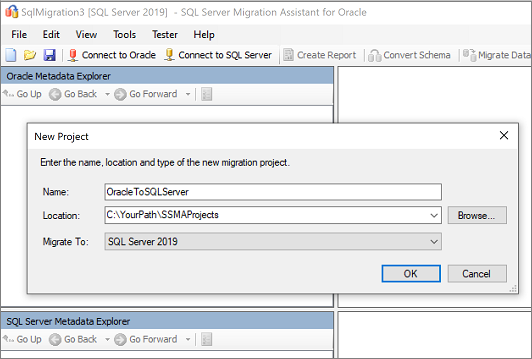 SqlMigration3 [SQL Server 2019] - SQL Server Migration Assistant for Oracle
File Edit View Tools Tester Help
Connect to Oracle Connect to SQL Server Create Report Convert Schema Migrate Data
Oracle Metadata Explorer
Go Up Go Back Go Forward
New Project
Enter the name, location and type of the new migration project.
Name: OracleToSQLServer
Location: C:\YourPath\SSMAProjects Browse...
Migrate To: SQL Server 2019
OK Cancel
SQL Server Metadata Explorer
Go Up Go Back Go Forward